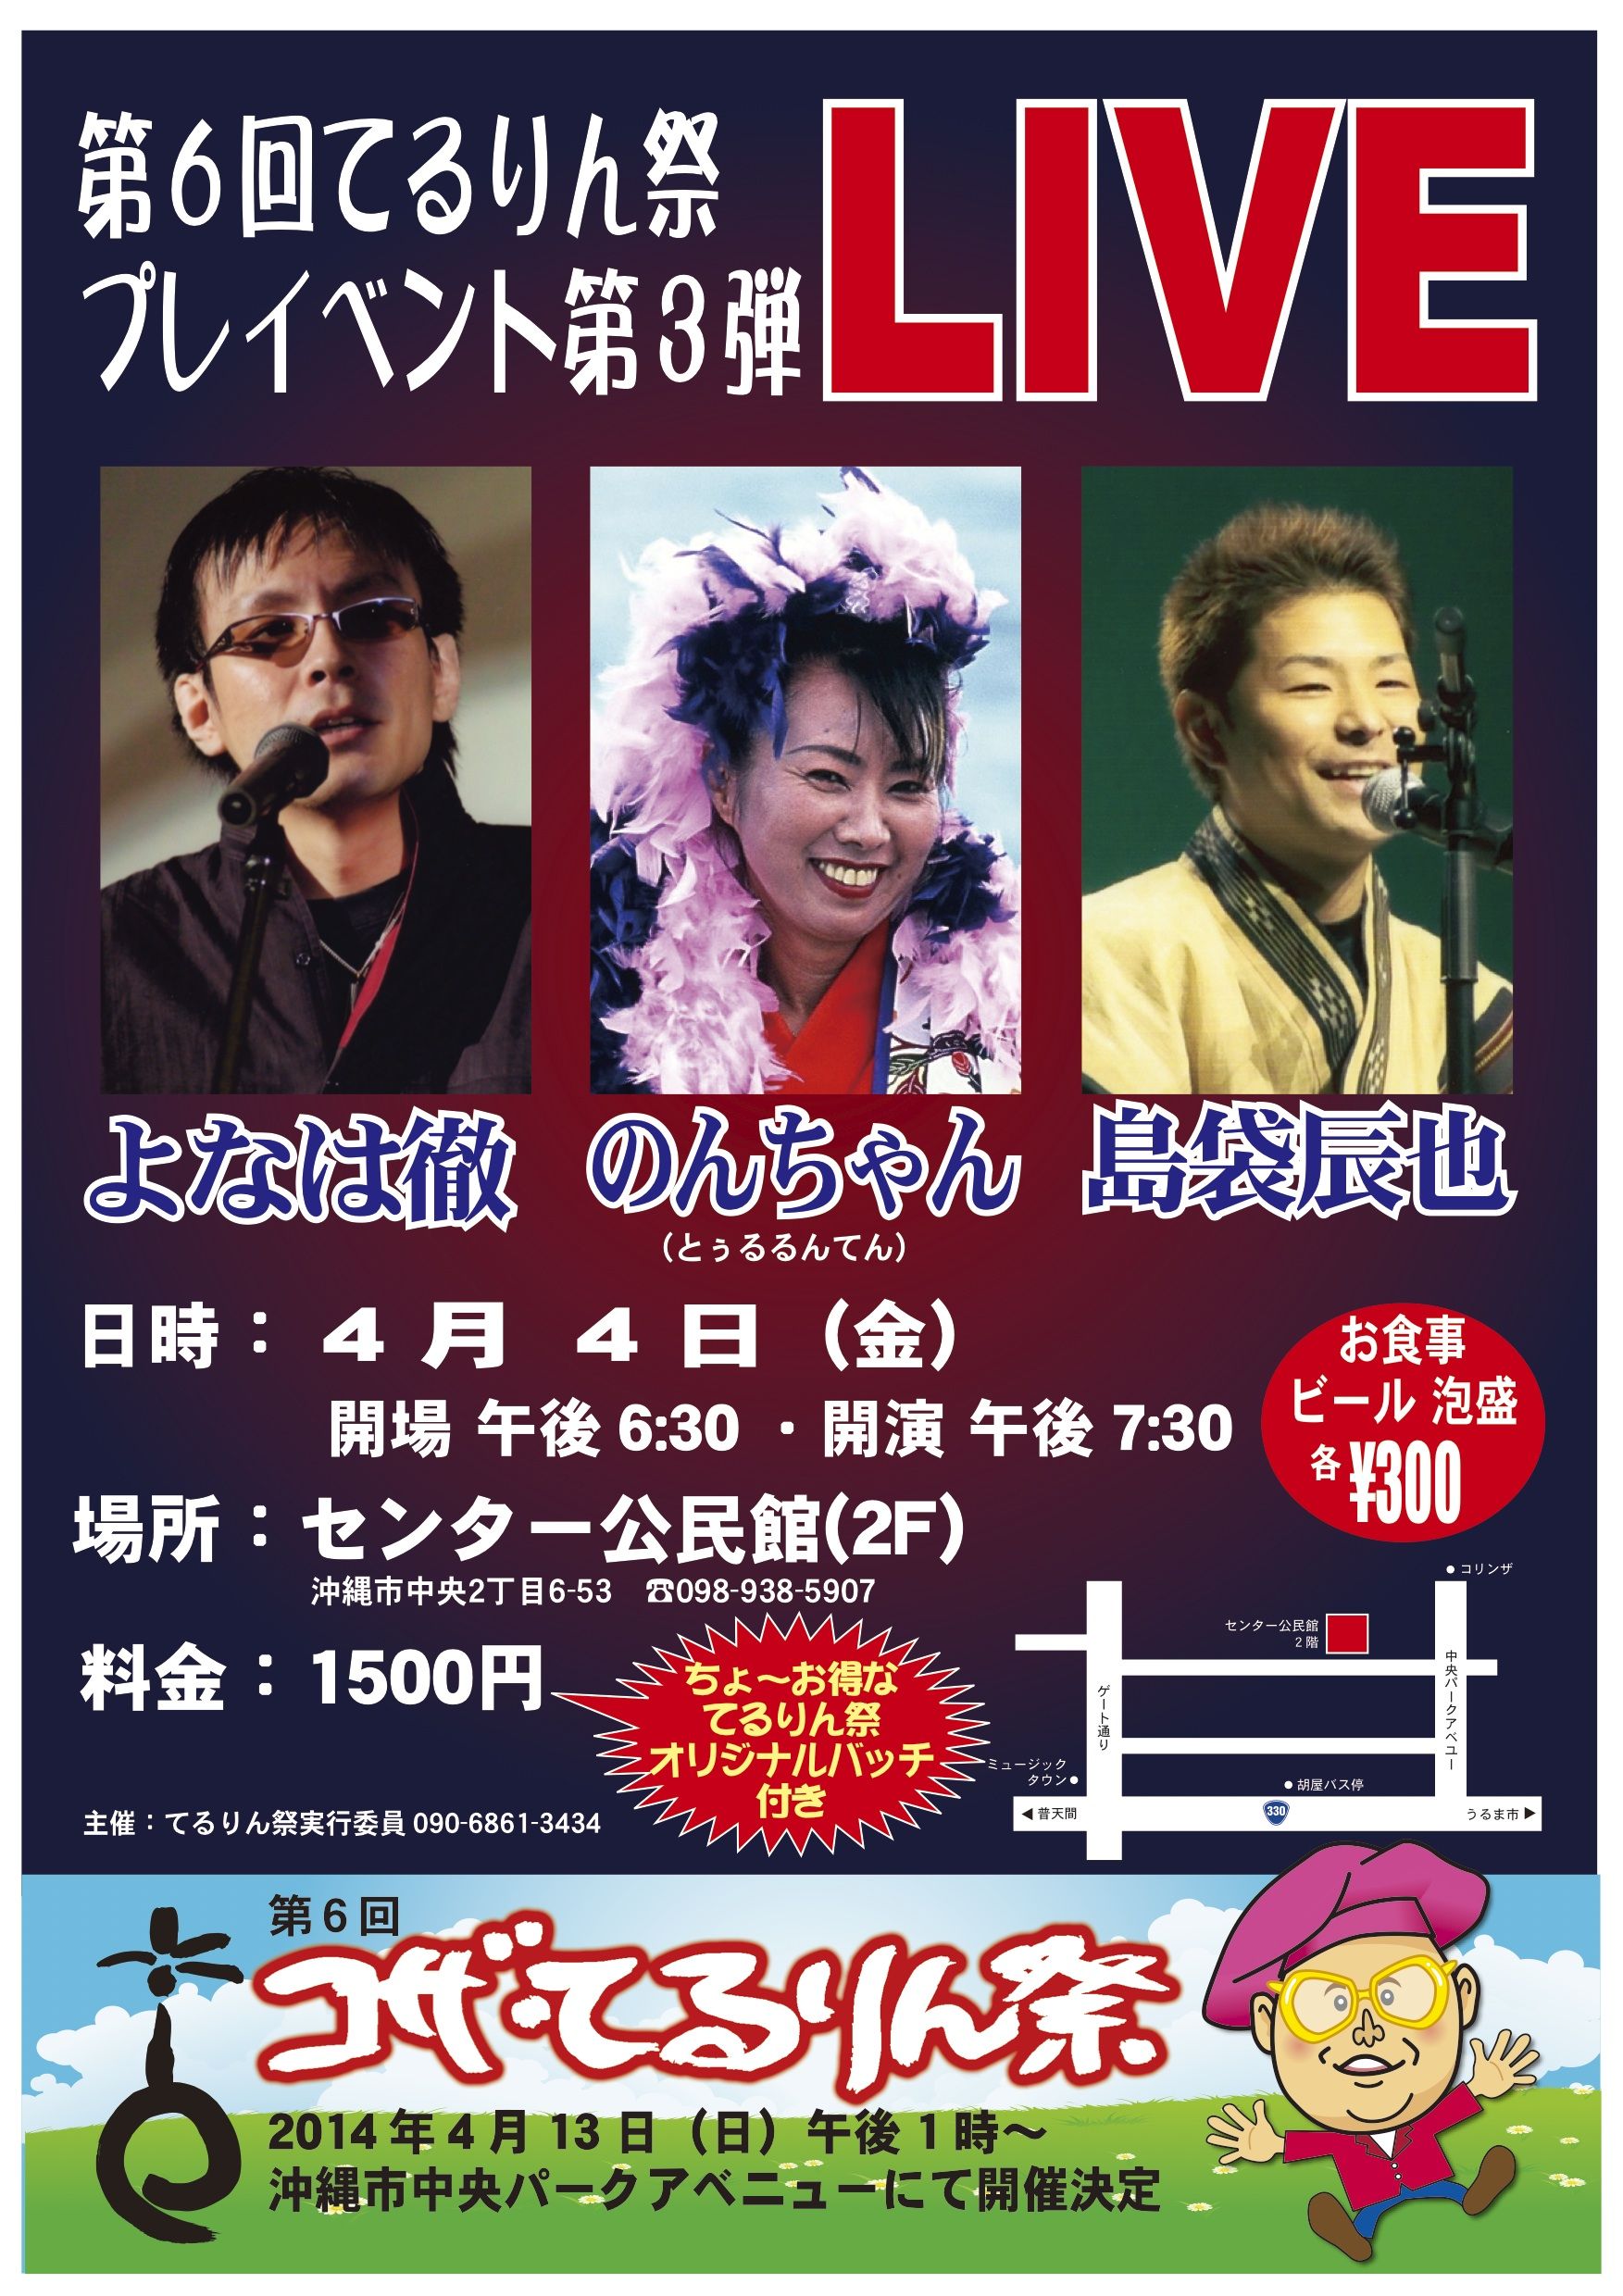 第6回てるりん祭
プレイベント第3弾
LIVE
よなは徹
のんちゃん
(とぅるるんてん)
島袋辰也
日時：４月４日（金）
開場 午後 6:30 ・開演 午後 7:30
お食事
ビール 泡盛
各¥300
場所：センター公民館(2F)
沖縄市中央2丁目6-53　☎098-938-5907
料金：1500円
ちょ〜お得な
てるりん祭
オリジナルバッチ
付き
主催：てるりん祭実行委員 090-6861-3434
コリンザ
センター公民館
2階
中央パークアベユー
ゲート通り
ミュージック
タウン
胡屋バス停
◀普天間
330
うるま市▶
第6回
コザ・てるりん祭
2014年4月13日（日）午後1時〜
沖縄市中央パークアベニューにて開催決定